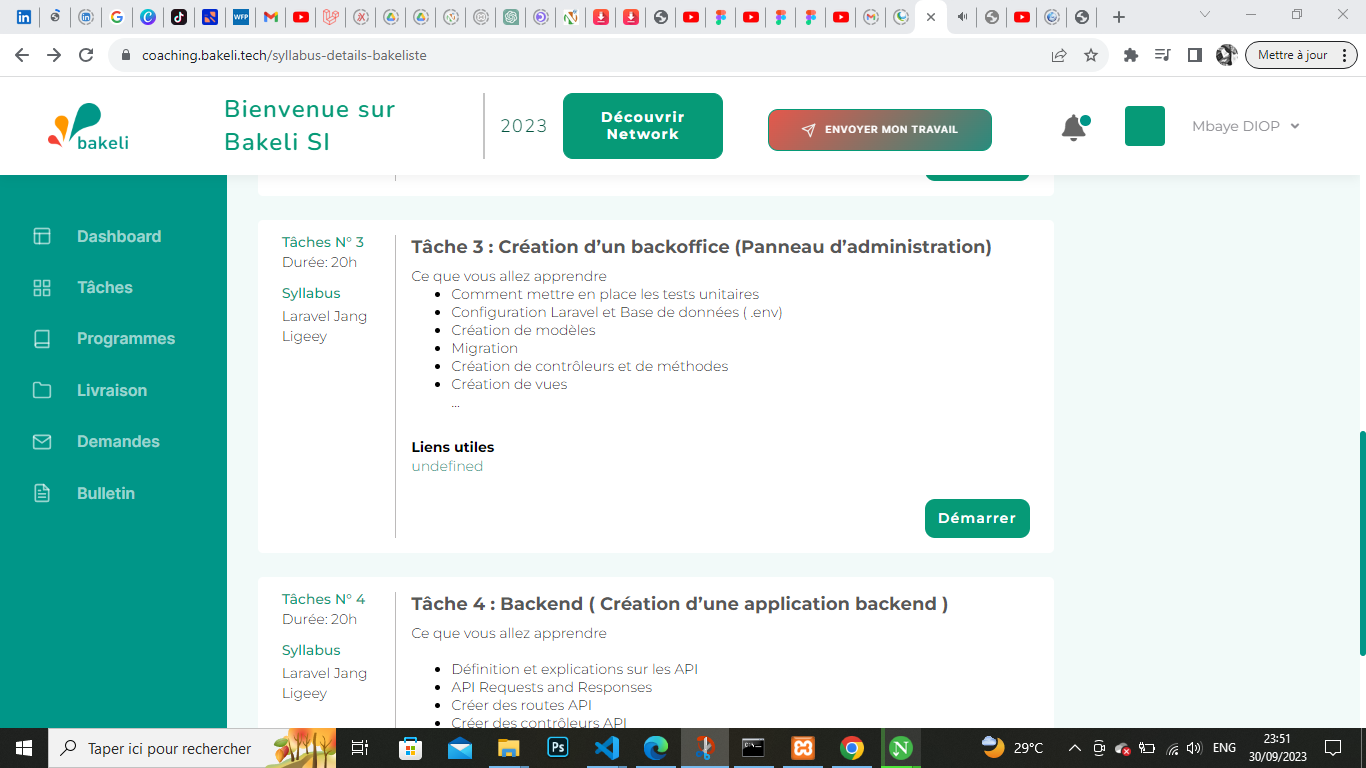 coaching.bakeli.tech/syllabus-details-bakeliste
Mettre à jour
bakeli
Bienvenue sur
Bakeli SI
2023
Découvrir
Network
ENVOYER MON TRAVAIL
Mbaye DIOP
Dashboard
Tâches
Programmes
Livraison
Demandes
Bulletin
Tâches N° 3
Durée: 20h
Syllabus
Laravel Jang
Ligeey
Tâche 3 : Création d’un backoffice (Panneau d’administration)
Ce que vous allez apprendre
Comment mettre en place les tests unitaires
Configuration Laravel et Base de données ( .env)
Création de modèles
Migration
Création de contrôleurs et de méthodes
Création de vues
...
Liens utiles
undefined
Démarrer
Tâches N° 4
Durée: 20h
Syllabus
Laravel Jang
Ligeey
Tâche 4 : Backend ( Création d’une application backend )
Ce que vous allez apprendre
Définition et explications sur les API
API Requests and Responses
Créer des routes API
Créer des contrôleurs API
Taper ici pour rechercher
Ps
29°C
ENG
23:51
30/09/2023